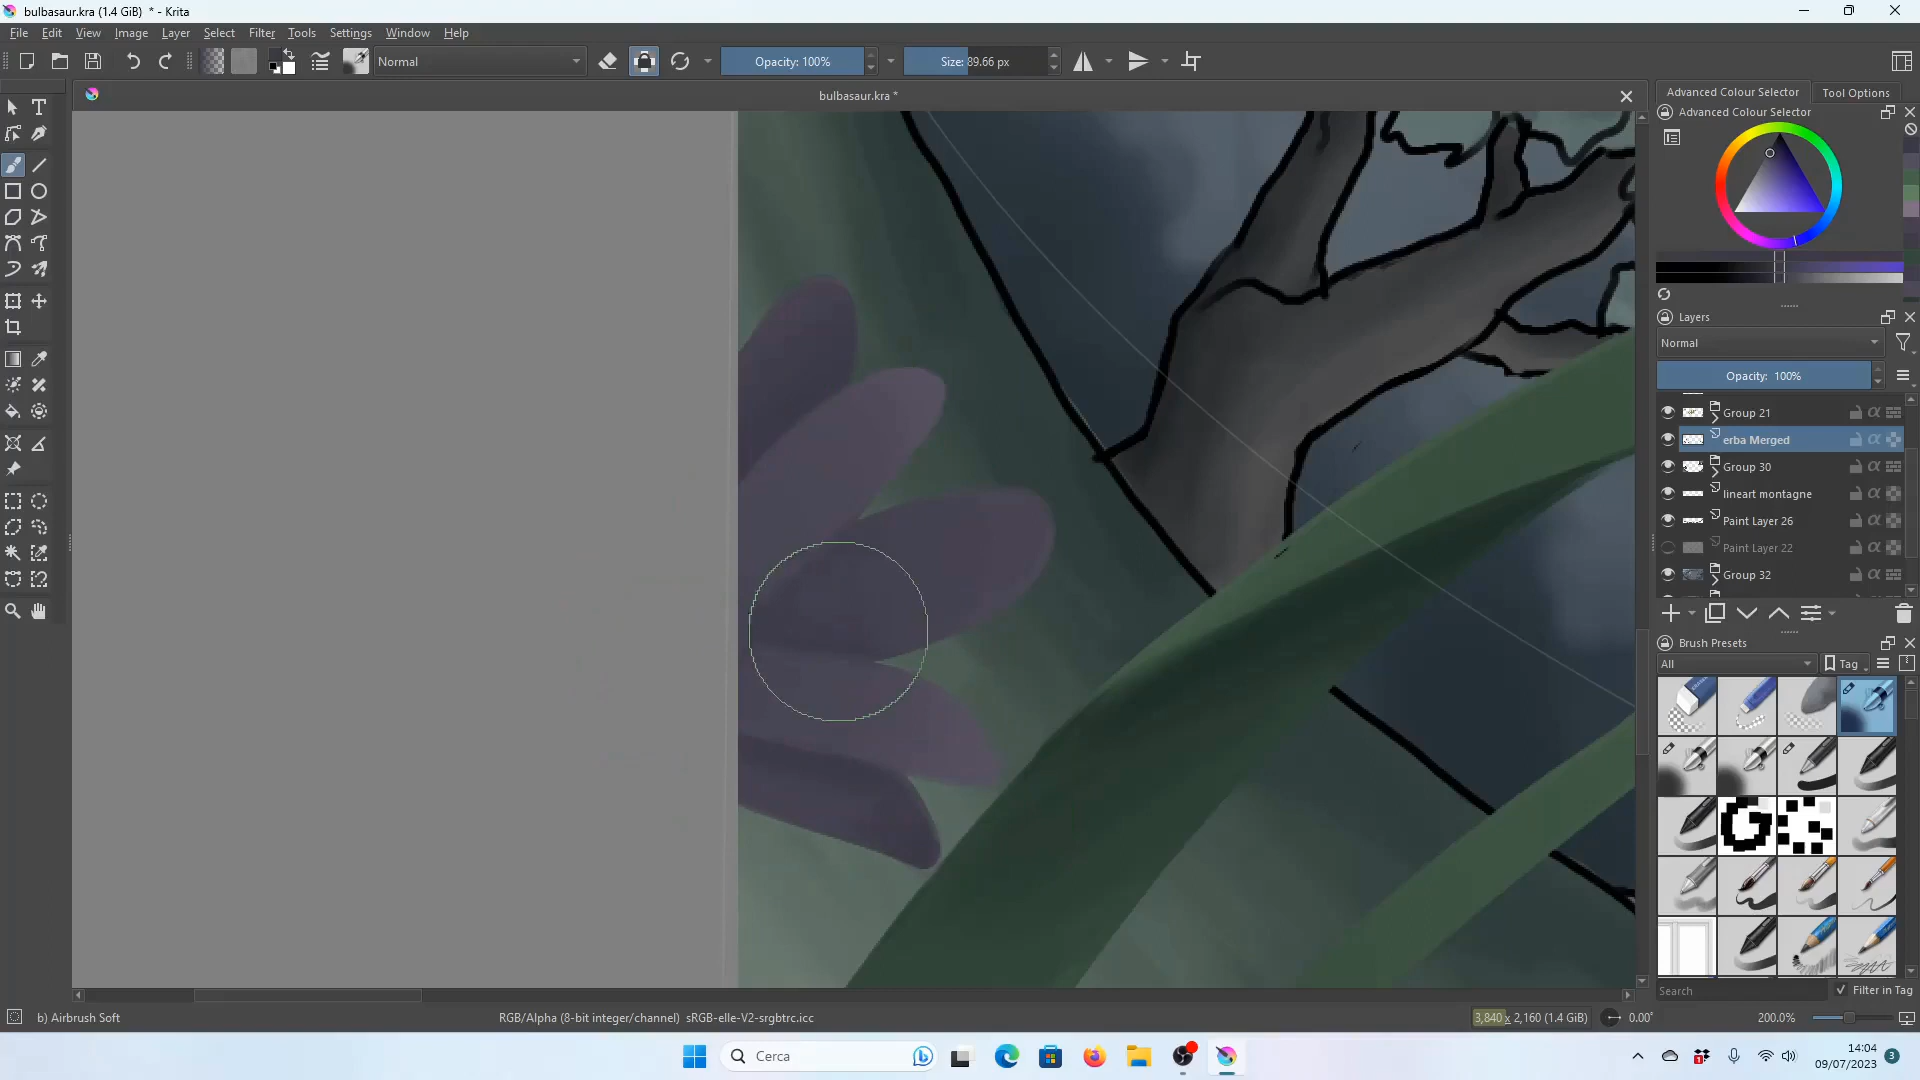 bulbasaur.kra (1.4 GiB) * - Krita
File Edit View Image Layer Select Filter Tools Settings Window Help
Normal
Opacity: 100%
Size: 89.66 px
bulbasaur.kra *
Advanced Colour Selector
Tool Options
Advanced Colour Selector
Layers
Normal
Opacity: 100%
Group 21
erba Merged
Group 30
lineart montagne
Paint Layer 26
Paint Layer 22
Group 32
Brush Presets
All
Tag
Search
Filter in Tag
b) Airbrush Soft
RGB/Alpha (8-bit integer/channel) sRGB-elle-V2-srgbtrc.icc
3,840 x 2,160 (1.4 GiB)
0.00°
200.0%
Cerca
14:04
09/07/2023
3
1